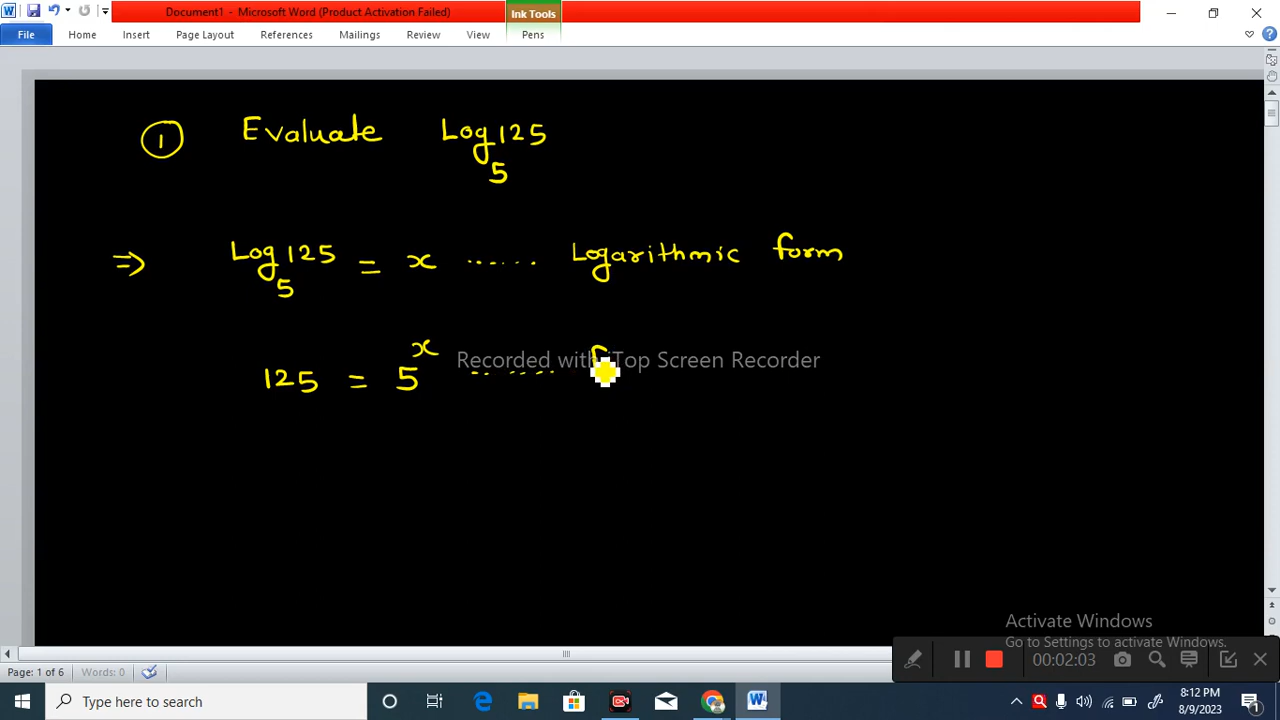 Document1 - Microsoft Word (Product Activation Failed)
Ink Tools
File Home Insert Page Layout References Mailings Review View Pens
① Evaluate Log 125
5
⇒ Log 125 = x ...... Logarithmic form
5
125 = 5^x .......
Recorded with iTop Screen Recorder
Activate Windows
Go to Settings to activate Windows.
00:02:03
Page: 1 of 6 Words: 0
Type here to search
8:12 PM
8/9/2023